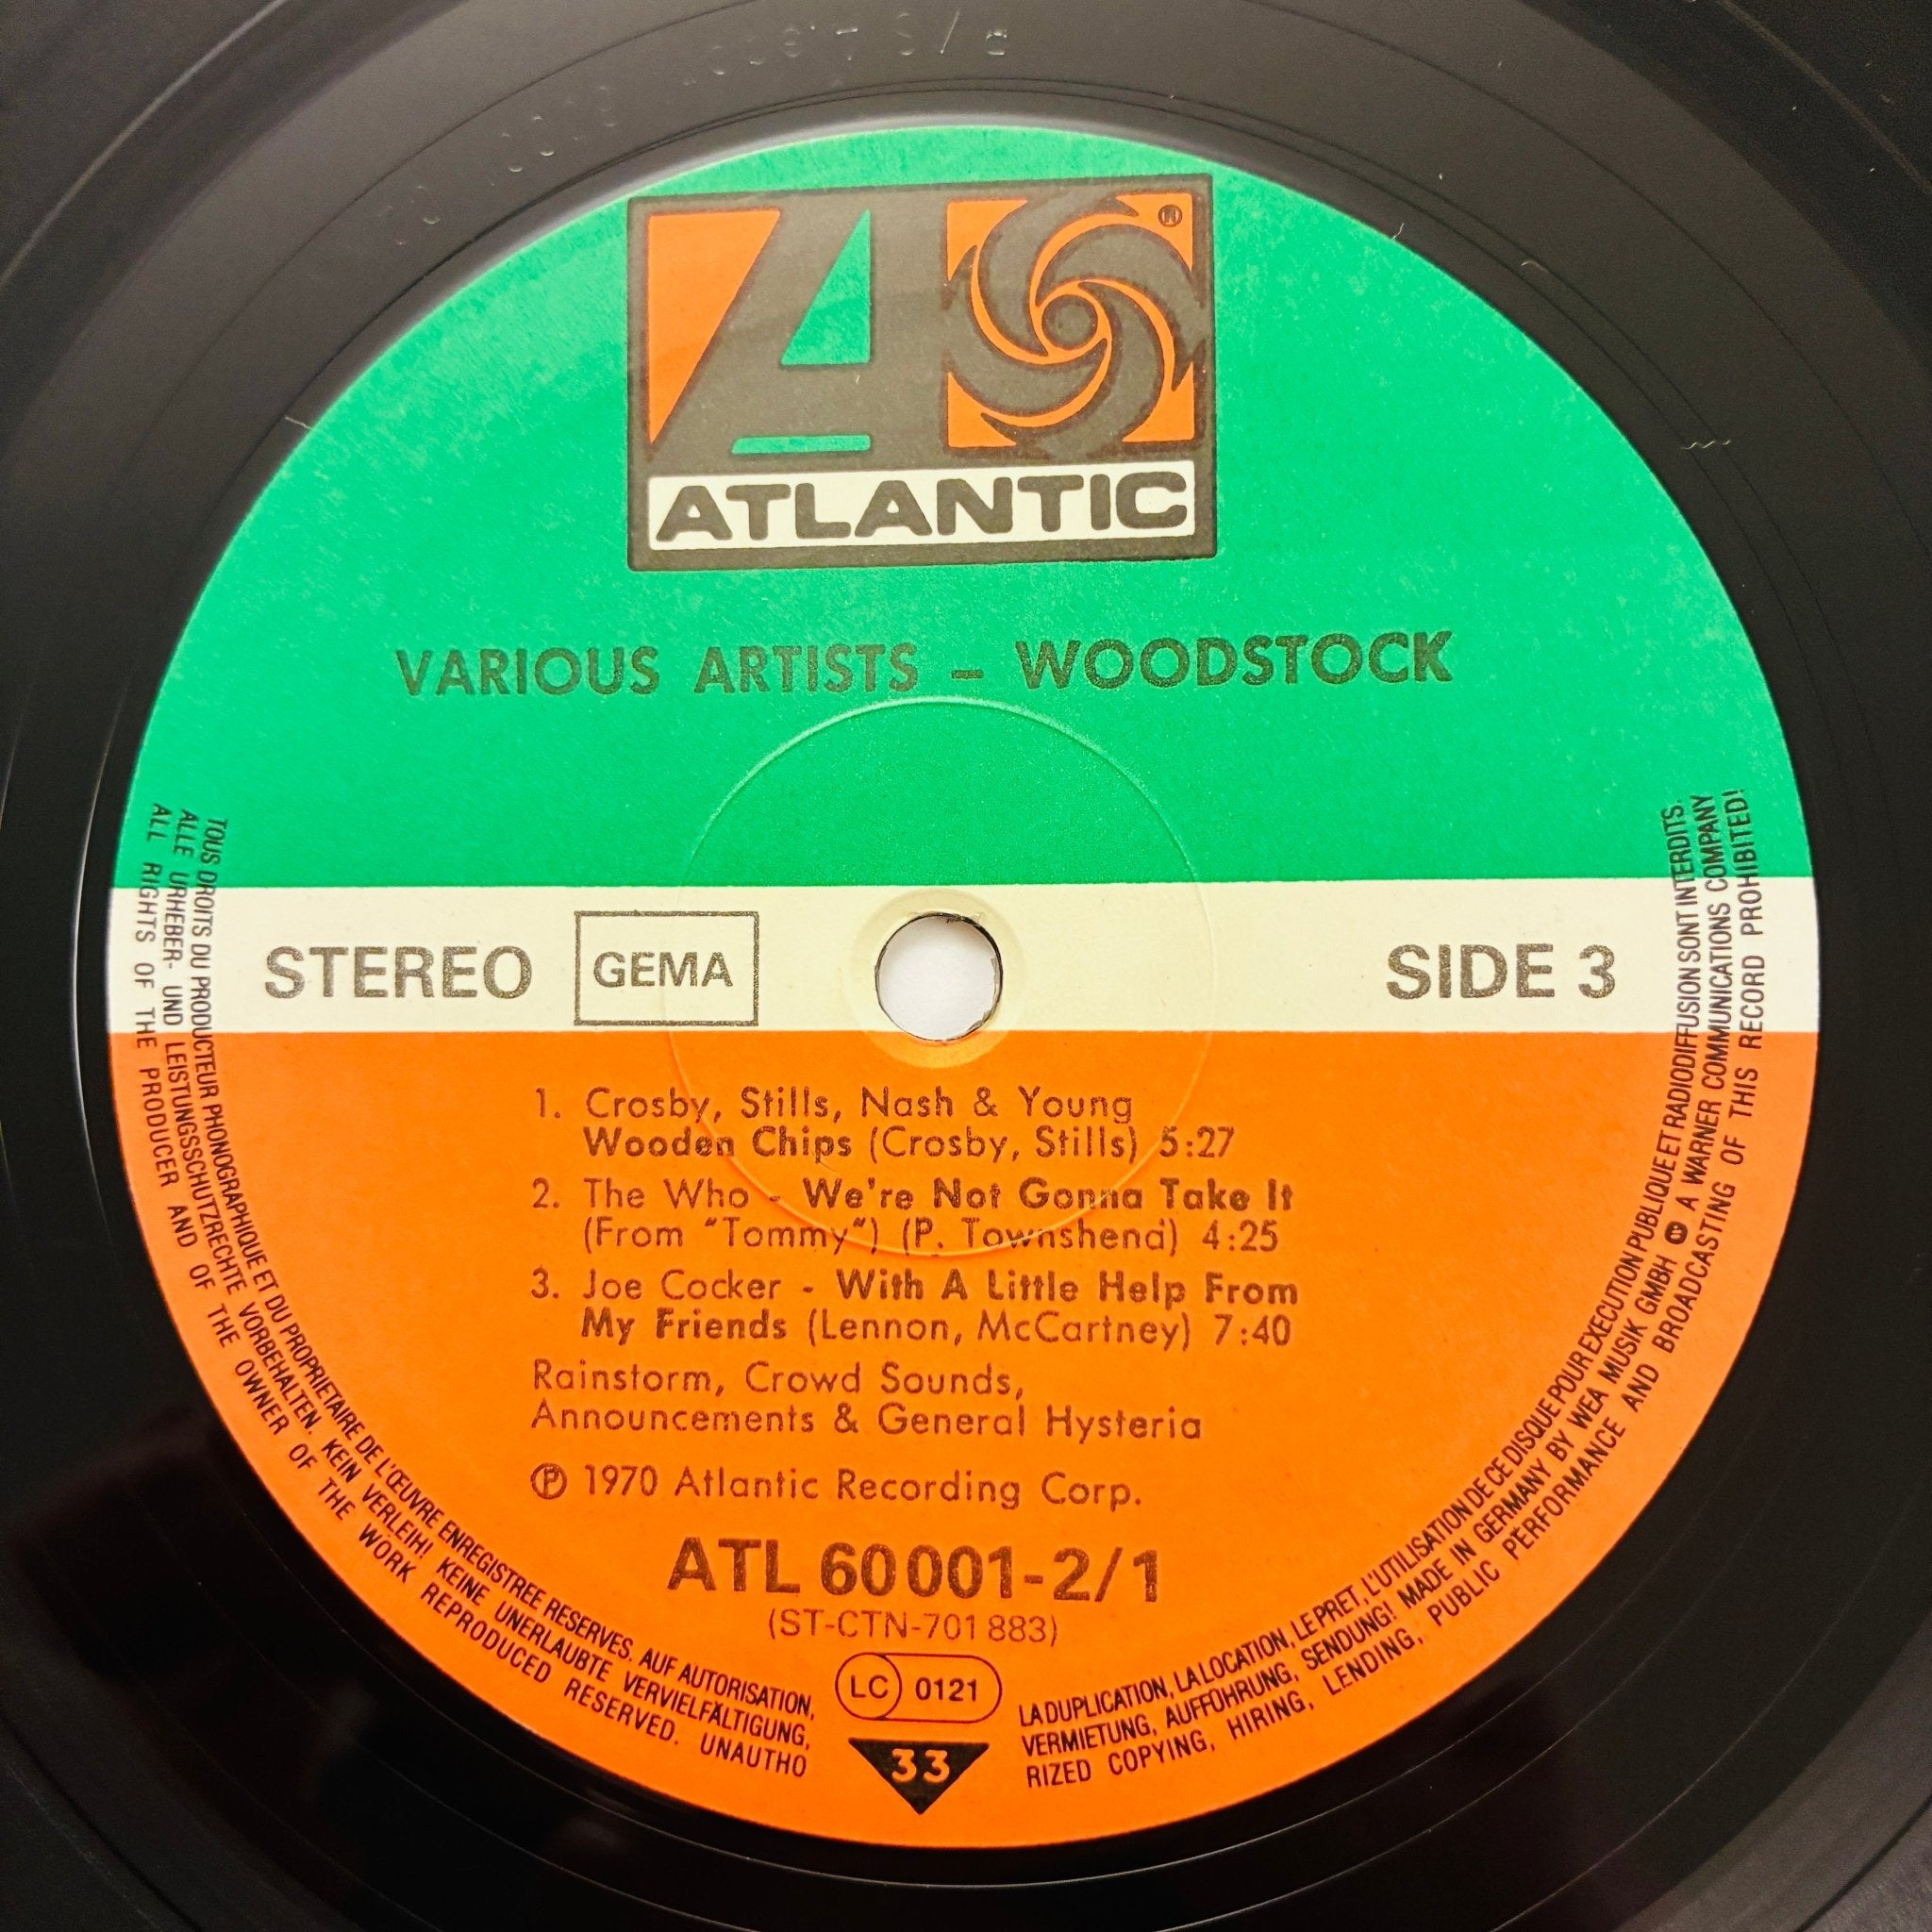 ATLANTIC
®
VARIOUS ARTISTS – WOODSTOCK
STEREO GEMA SIDE 3
1. Crosby, Stills, Nash & Young
Wooden Chips (Crosby, Stills) 5:27
2. The Who - We're Not Gonna Take It
(From "Tommy") (P. Townshend) 4:25
3. Joe Cocker - With A Little Help From
My Friends (Lennon, McCartney) 7:40
Rainstorm, Crowd Sounds,
Announcements & General Hysteria
℗ 1970 Atlantic Recording Corp.
ATL 60 001-2/1
(ST-CTN-701 883)
LC 0121
33
TOUS DROITS DU PRODUCTEUR PHONOGRAPHIQUE ET DU PROPRIETAIRE DE L'ŒUVRE ENREGISTREE RESERVES. AUF AUTORISATION, LA DUPLICATION, LA LOCATION, LE PRET, L'UTILISATION DE CE DISQUE POUR EXECUTION PUBLIQUE ET RADIODIFFUSION SONT INTERDITS.
ALLE URHEBER- UND LEISTUNGSSCHUTZRECHTE VORBEHALTEN. KEIN VERLEIH! KEINE UNERLAUBTE VERVIELFÄLTIGUNG, VERMIETUNG, AUFFÜHRUNG, SENDUNG! MADE IN GERMANY BY WEA MUSIK GMBH A WARNER COMMUNICATIONS COMPANY
ALL RIGHTS OF THE PRODUCER AND OF THE OWNER OF THE WORK REPRODUCED RESERVED. UNAUTHO RIZED COPYING, HIRING, LENDING, PUBLIC PERFORMANCE AND BROADCASTING OF THIS RECORD PROHIBITED!